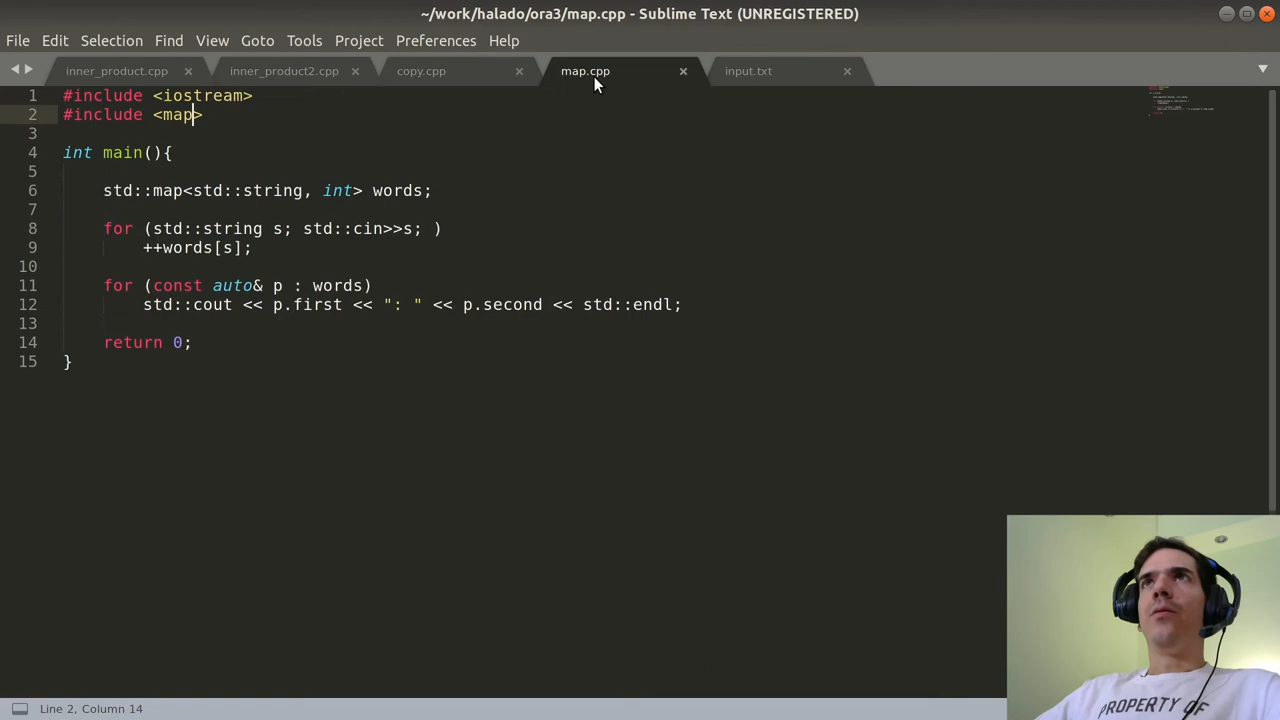 ~/work/halado/ora3/map.cpp - Sublime Text (UNREGISTERED)
File Edit Selection Find View Goto Tools Project Preferences Help
inner_product.cpp inner_product2.cpp copy.cpp map.cpp input.txt
1 #include <iostream>
2 #include <map>
3
4 int main(){
5
6 std::map<std::string, int> words;
7
8 for (std::string s; std::cin>>s; )
9 ++words[s];
10
11 for (const auto& p : words)
12 std::cout << p.first << ": " << p.second << std::endl;
13
14 return 0;
15 }
PROPERTY OF
Line 2, Column 14